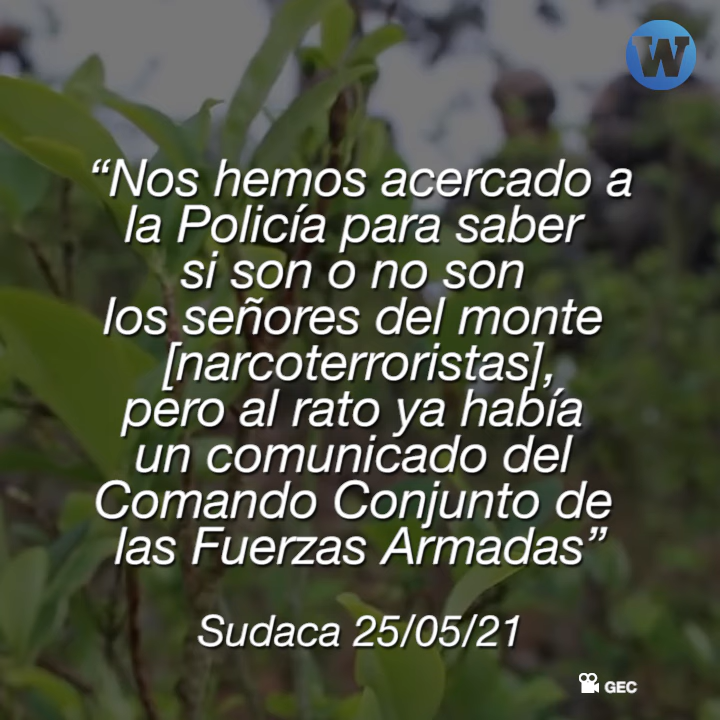 W
“Nos hemos acercado a
la Policía para saber
si son o no son
los señores del monte
[narcoterroristas],
pero al rato ya había
un comunicado del
Comando Conjunto de
las Fuerzas Armadas”
Sudaca 25/05/21
GEC